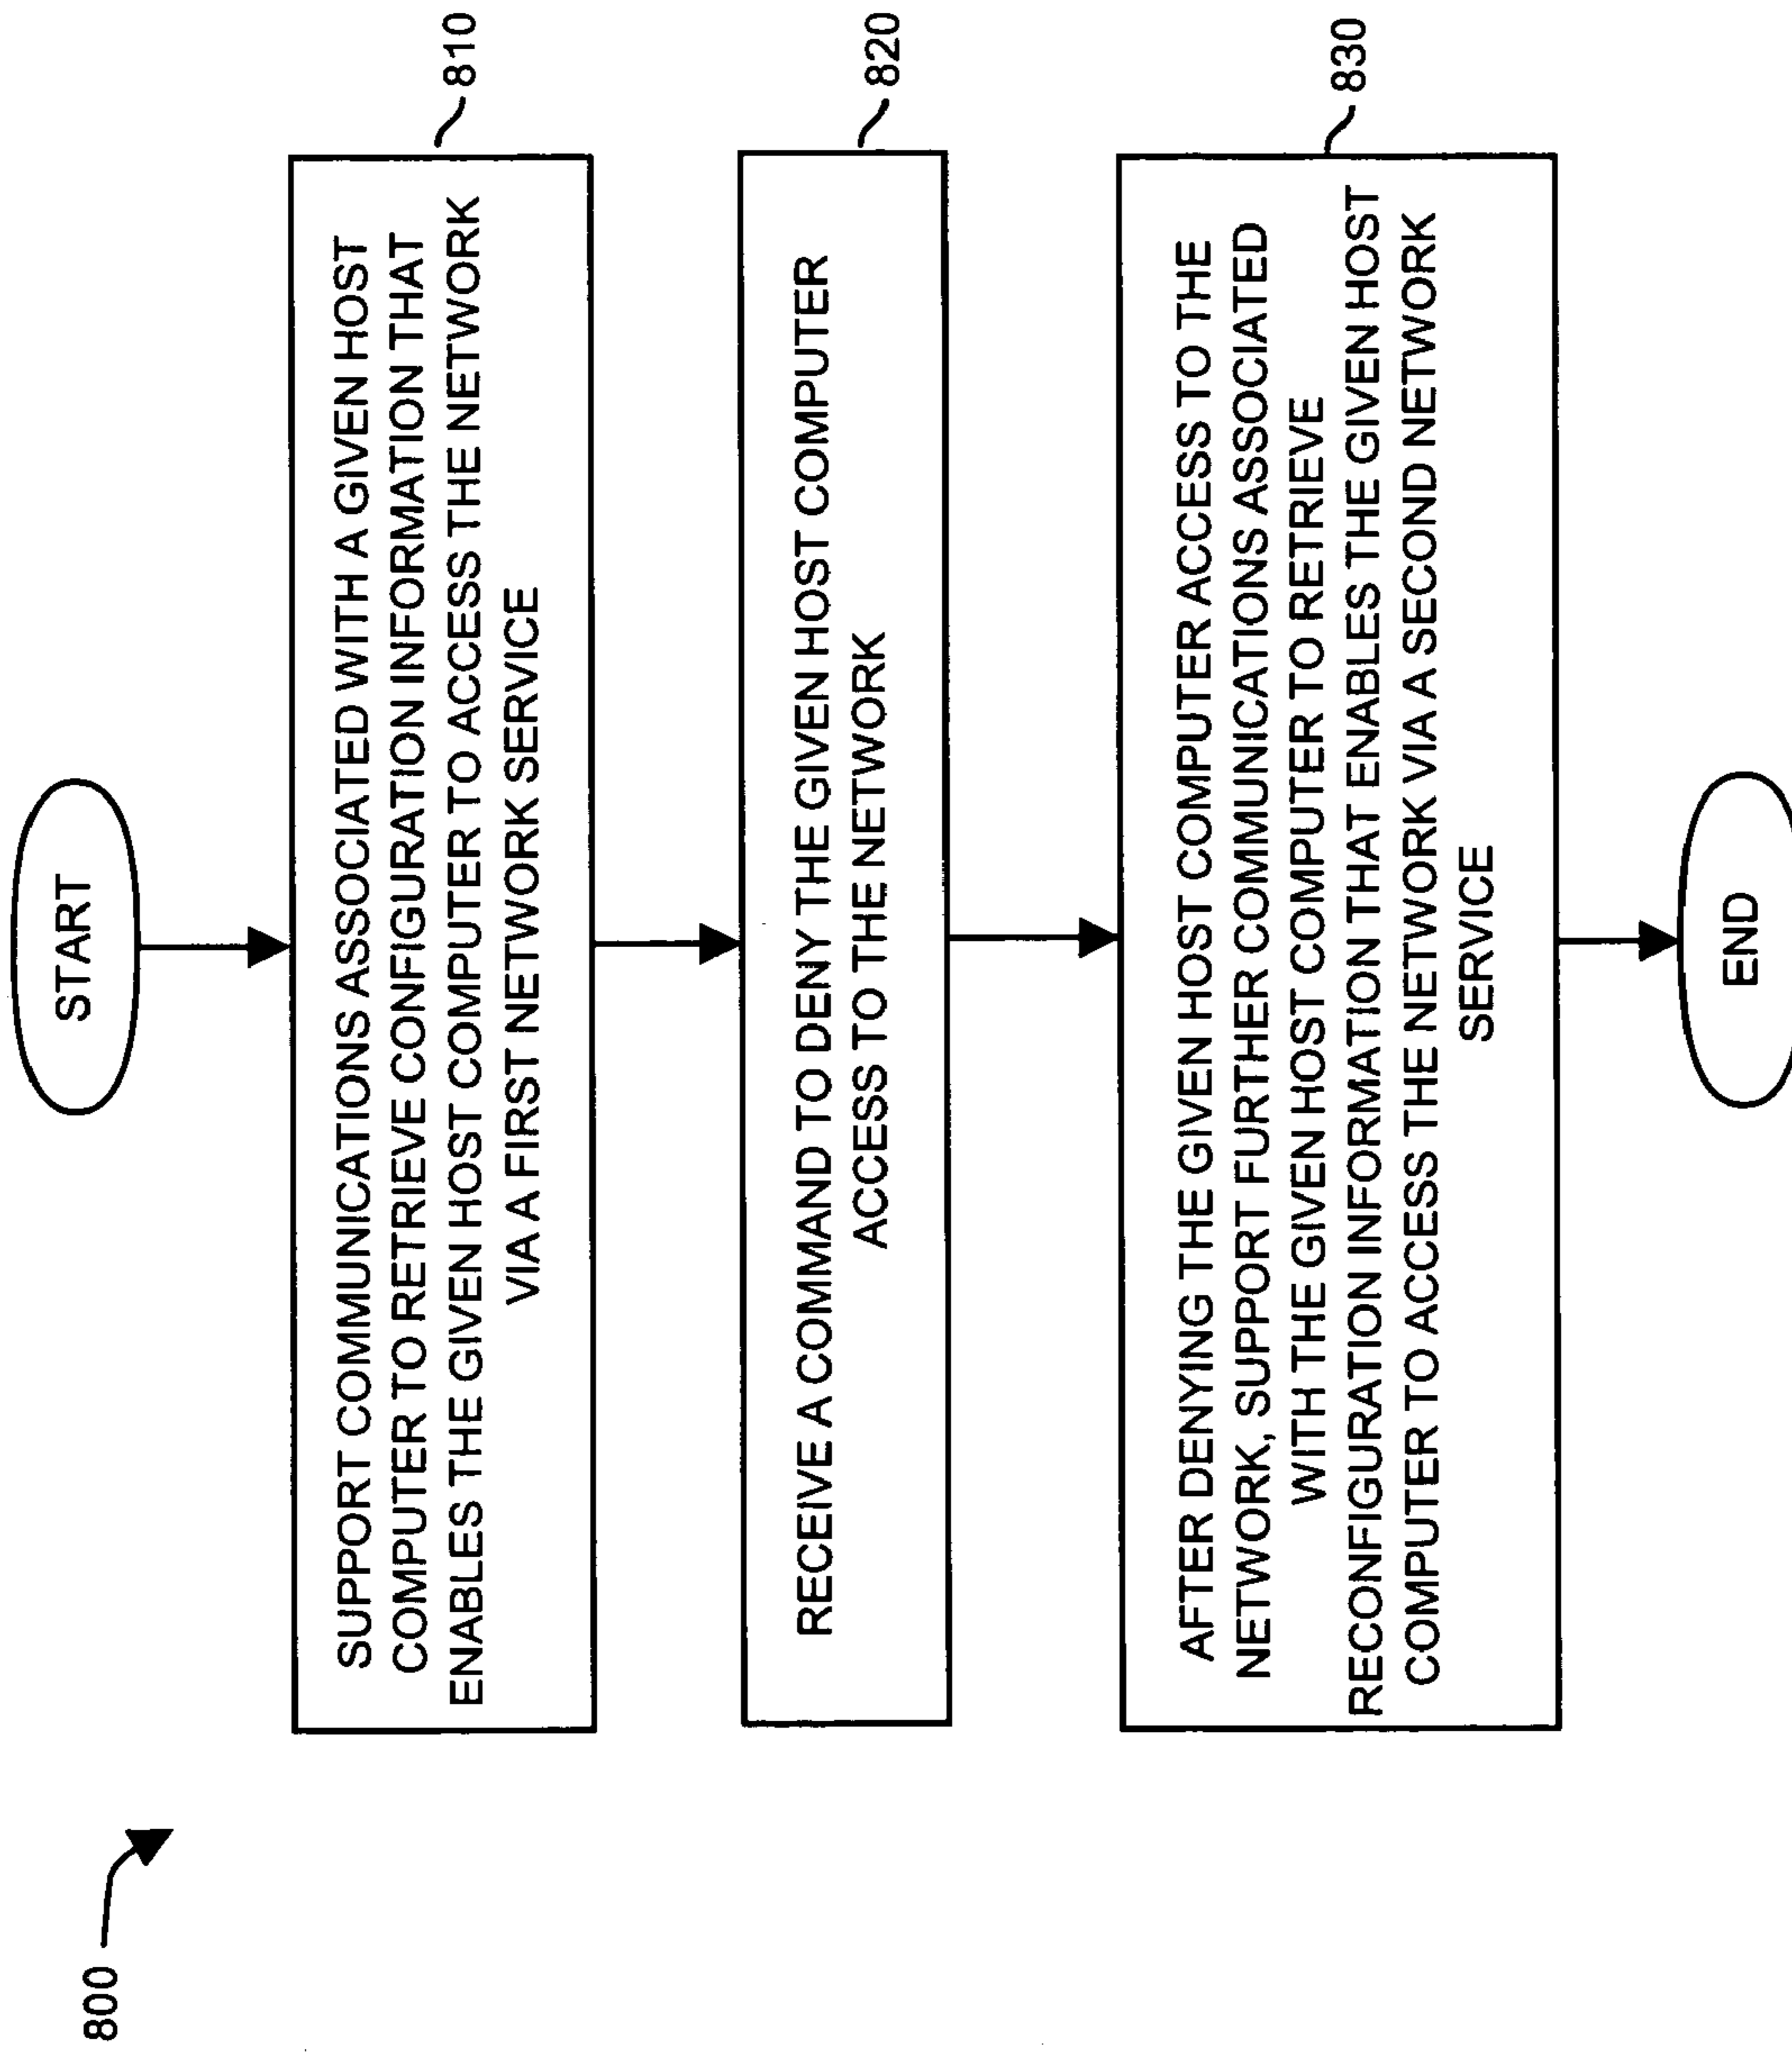 800
START
SUPPORT COMMUNICATIONS ASSOCIATED WITH A GIVEN HOST
COMPUTER TO RETRIEVE CONFIGURATION INFORMATION THAT
ENABLES THE GIVEN HOST COMPUTER TO ACCESS THE NETWORK
VIA A FIRST NETWORK SERVICE
810
RECEIVE A COMMAND TO DENY THE GIVEN HOST COMPUTER
ACCESS TO THE NETWORK
820
AFTER DENYING THE GIVEN HOST COMPUTER ACCESS TO THE
NETWORK, SUPPORT FURTHER COMMUNICATIONS ASSOCIATED
WITH THE GIVEN HOST COMPUTER TO RETRIEVE
RECONFIGURATION INFORMATION THAT ENABLES THE GIVEN HOST
COMPUTER TO ACCESS THE NETWORK VIA A SECOND NETWORK
SERVICE
830
END